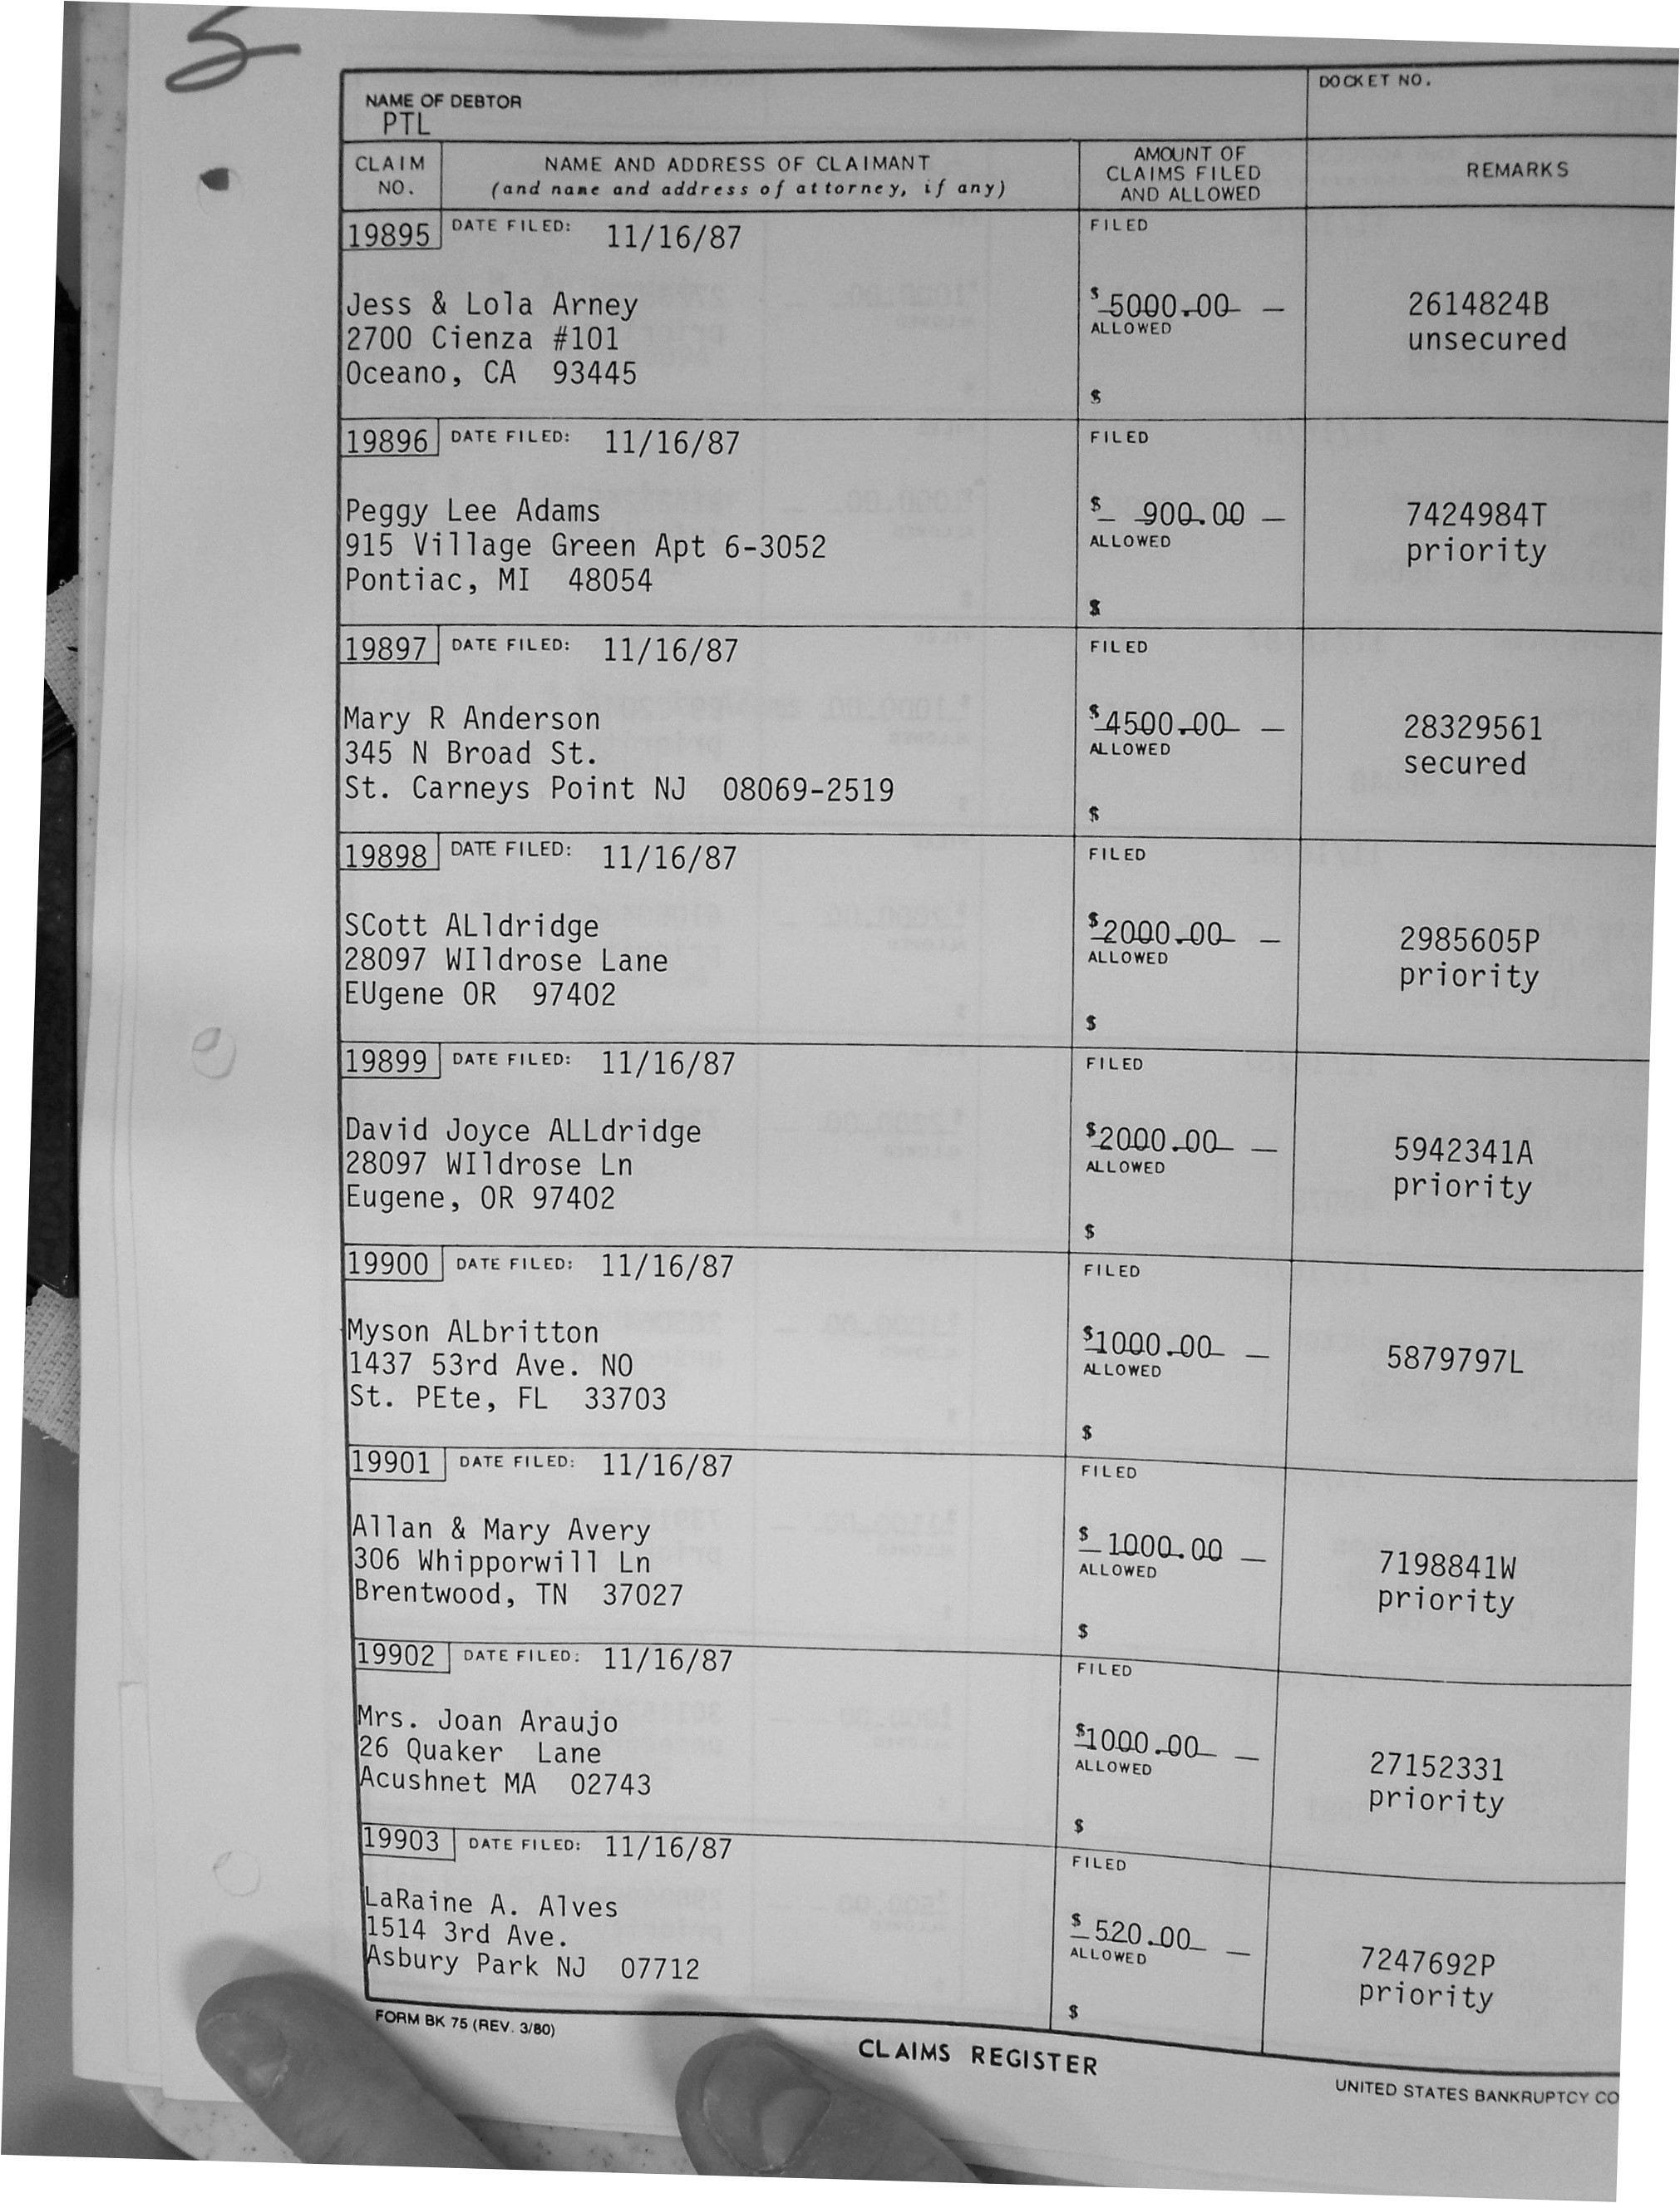 S
NAME OF DEBTOR
PTL
DOCKET NO.
CLAIM NO.
NAME AND ADDRESS OF CLAIMANT
(and name and address of attorney, if any)
AMOUNT OF CLAIMS FILED AND ALLOWED
REMARKS
19895 DATE FILED: 11/16/87
FILED
Jess & Lola Arney
2700 Cienza #101
Oceano, CA 93445
$ 5000.00 —
ALLOWED
$
2614824B
unsecured
19896 DATE FILED: 11/16/87
FILED
Peggy Lee Adams
915 Village Green Apt 6-3052
Pontiac, MI 48054
$ 900.00 —
ALLOWED
$
7424984T
priority
19897 DATE FILED: 11/16/87
FILED
Mary R Anderson
345 N Broad St.
St. Carneys Point NJ 08069-2519
$ 4500.00 —
ALLOWED
$
28329561
secured
19898 DATE FILED: 11/16/87
FILED
SCott ALldridge
28097 WIldrose Lane
EUgene OR 97402
$2000.00 —
ALLOWED
$
2985605P
priority
19899 DATE FILED: 11/16/87
FILED
David Joyce ALLdridge
28097 WIldrose Ln
Eugene, OR 97402
$2000.00 —
ALLOWED
$
5942341A
priority
19900 DATE FILED: 11/16/87
FILED
Myson ALbritton
1437 53rd Ave. NO
St. PEte, FL 33703
$1000.00 —
ALLOWED
$
5879797L
19901 DATE FILED: 11/16/87
FILED
Allan & Mary Avery
306 Whipporwill Ln
Brentwood, TN 37027
$ 1000.00 —
ALLOWED
$
7198841W
priority
19902 DATE FILED: 11/16/87
FILED
Mrs. Joan Araujo
26 Quaker Lane
Acushnet MA 02743
$1000.00 —
ALLOWED
$
27152331
priority
19903 DATE FILED: 11/16/87
FILED
LaRaine A. Alves
1514 3rd Ave.
Asbury Park NJ 07712
$ 520.00 —
ALLOWED
$
7247692P
priority
FORM BK 75 (REV. 3/80)
CLAIMS REGISTER
UNITED STATES BANKRUPTCY CO